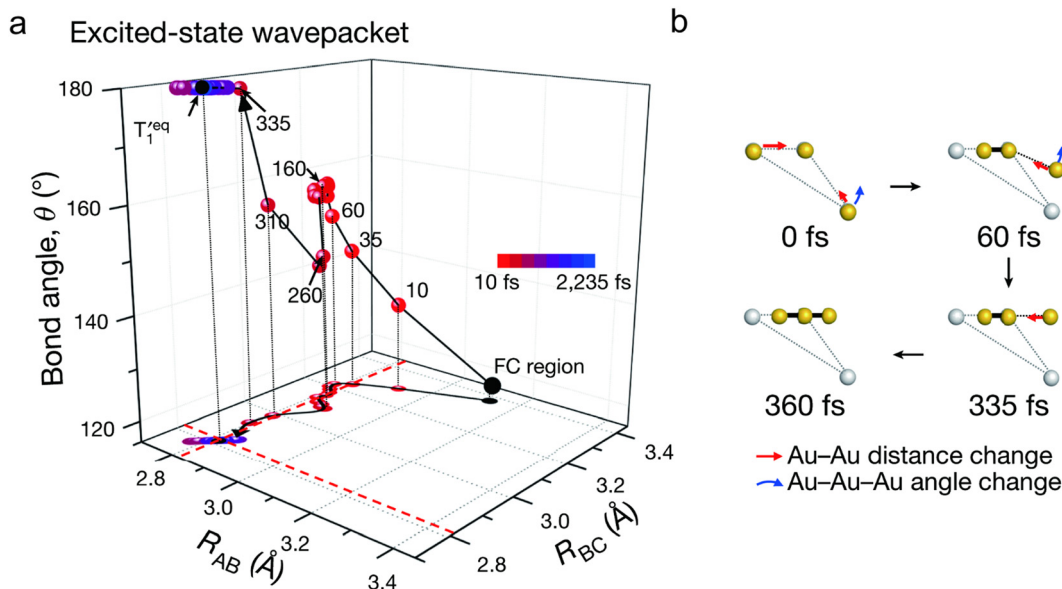 a
Excited-state wavepacket
Bond angle, θ (°)
180
160
140
120
T₁′ᵉq
335
160
310
60
35
260
10
10 fs
2,235 fs
FC region
2.8
3.0
3.2
3.4
R_AB (Å)
2.8
3.0
3.2
3.4
R_BC (Å)
b
0 fs
60 fs
360 fs
335 fs
Au–Au distance change
Au–Au–Au angle change